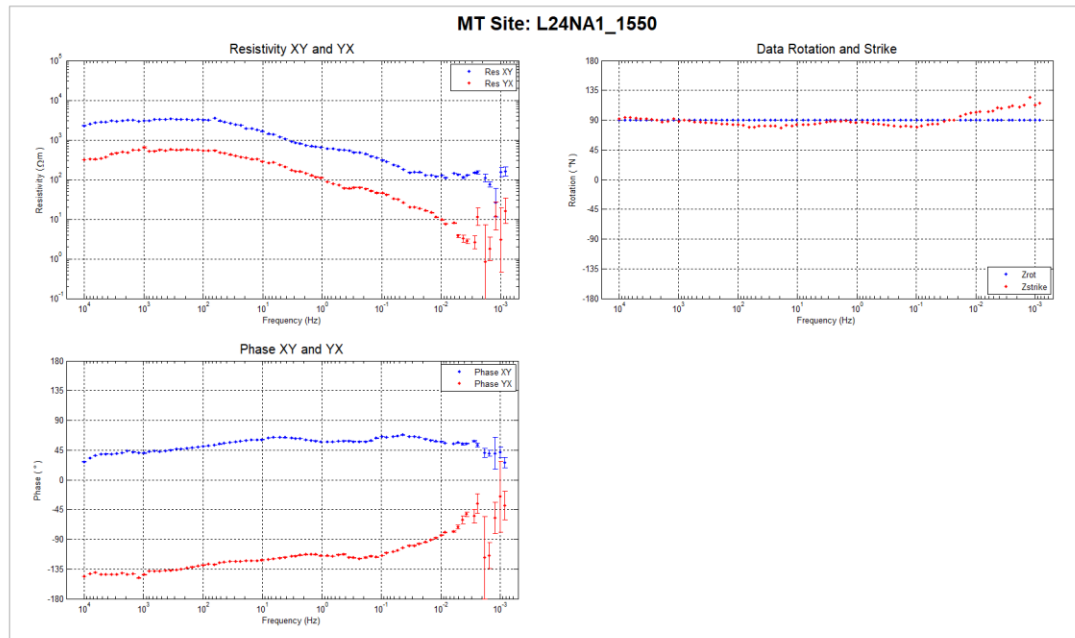 MT Site: L24NA1_1550
Resistivity XY and YX
10^5
10^4
10^3
10^2
10^1
10^0
10^-1
Resistivity (Ωm)
Res XY
Res YX
10^4 10^3 10^2 10^1 10^0 10^-1 10^-2 10^-3
Frequency (Hz)
Data Rotation and Strike
180
135
90
45
0
-45
-90
-135
-180
Rotation ( °N)
Zrot
Zstrike
10^4 10^3 10^2 10^1 10^0 10^-1 10^-2 10^-3
Frequency (Hz)
Phase XY and YX
180
135
90
45
0
-45
-90
-135
-180
Phase ( °)
Phase XY
Phase YX
10^4 10^3 10^2 10^1 10^0 10^-1 10^-2 10^-3
Frequency (Hz)